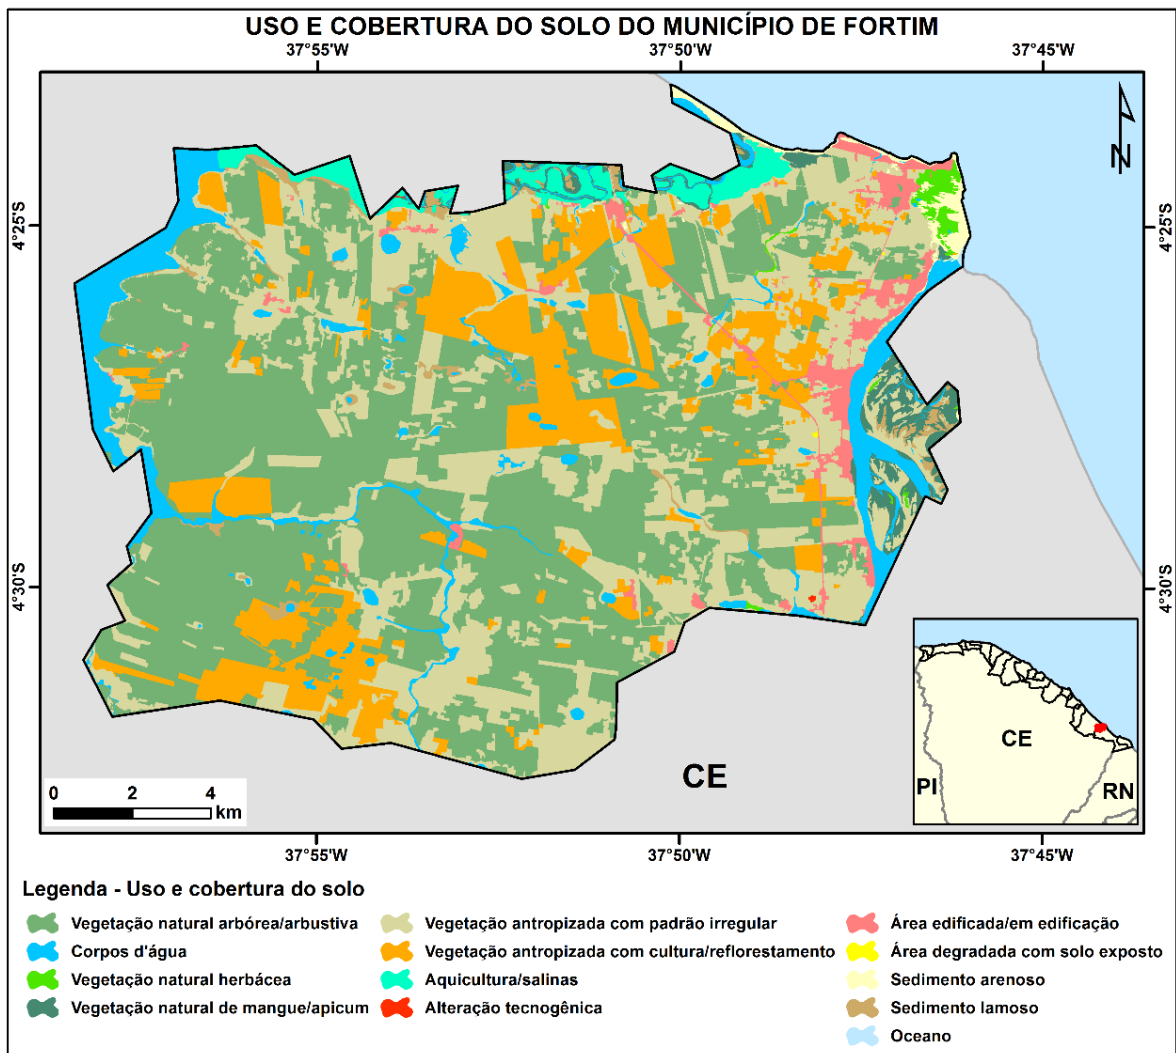 USO E COBERTURA DO SOLO DO MUNICÍPIO DE FORTIM
37°55'W 37°50'W 37°45'W
N
4°25'S 4°25'S
4°30'S 4°30'S
CE
PI
CE
RN
0 2 4
km
37°55'W 37°50'W 37°45'W
Legenda - Uso e cobertura do solo
Vegetação natural arbórea/arbustiva
Corpos d'água
Vegetação natural herbácea
Vegetação natural de mangue/apicum
Vegetação antropizada com padrão irregular
Vegetação antropizada com cultura/reflorestamento
Aquicultura/salinas
Alteração tecnogênica
Área edificada/em edificação
Área degradada com solo exposto
Sedimento arenoso
Sedimento lamoso
Oceano